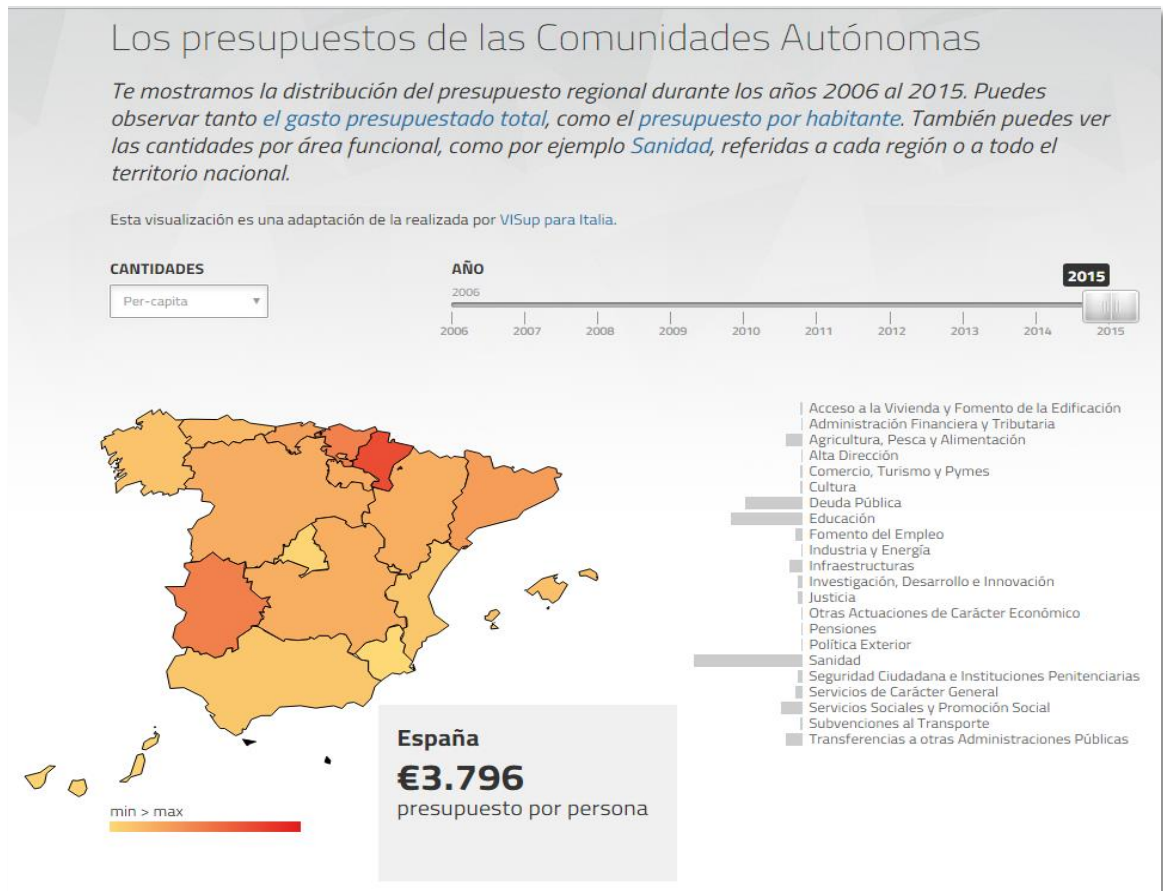 Los presupuestos de las Comunidades Autónomas
Te mostramos la distribución del presupuesto regional durante los años 2006 al 2015. Puedes
observar tanto el gasto presupuestado total, como el presupuesto por habitante. También puedes ver
las cantidades por área funcional, como por ejemplo Sanidad, referidas a cada región o a todo el
territorio nacional.
Esta visualización es una adaptación de la realizada por VISup para Italia.
CANTIDADES
Per-capita
AÑO
2015
2006
2006 2007 2008 2009 2010 2011 2012 2013 2014 2015
Acceso a la Vivienda y Fomento de la Edificación
Administración Financiera y Tributaria
Agricultura, Pesca y Alimentación
Alta Dirección
Comercio, Turismo y Pymes
Cultura
Deuda Pública
Educación
Fomento del Empleo
Industria y Energía
Infraestructuras
Investigación, Desarrollo e Innovación
Justicia
Otras Actuaciones de Carácter Económico
Pensiones
Política Exterior
Sanidad
Seguridad Ciudadana e Instituciones Penitenciarias
Servicios de Carácter General
Servicios Sociales y Promoción Social
Subvenciones al Transporte
Transferencias a otras Administraciones Públicas
España
€3.796
presupuesto por persona
min > max